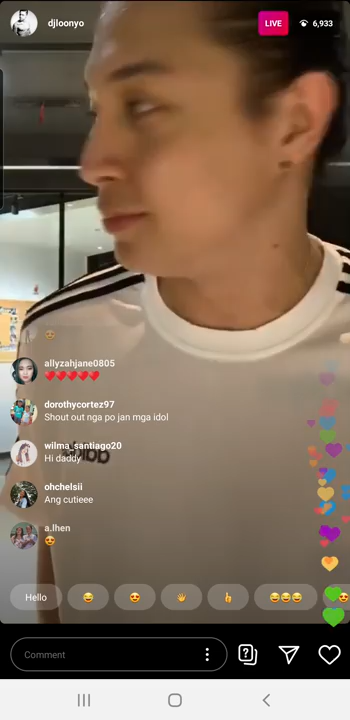 djloonyo
LIVE
6,933
allyzahjane0805
dorothycortez97
Shout out nga po jan mga idol
wilma_santiago20
Hi daddy
adidas
ohchelsii
Ang cutieee
a.lhen
Hello
Comment